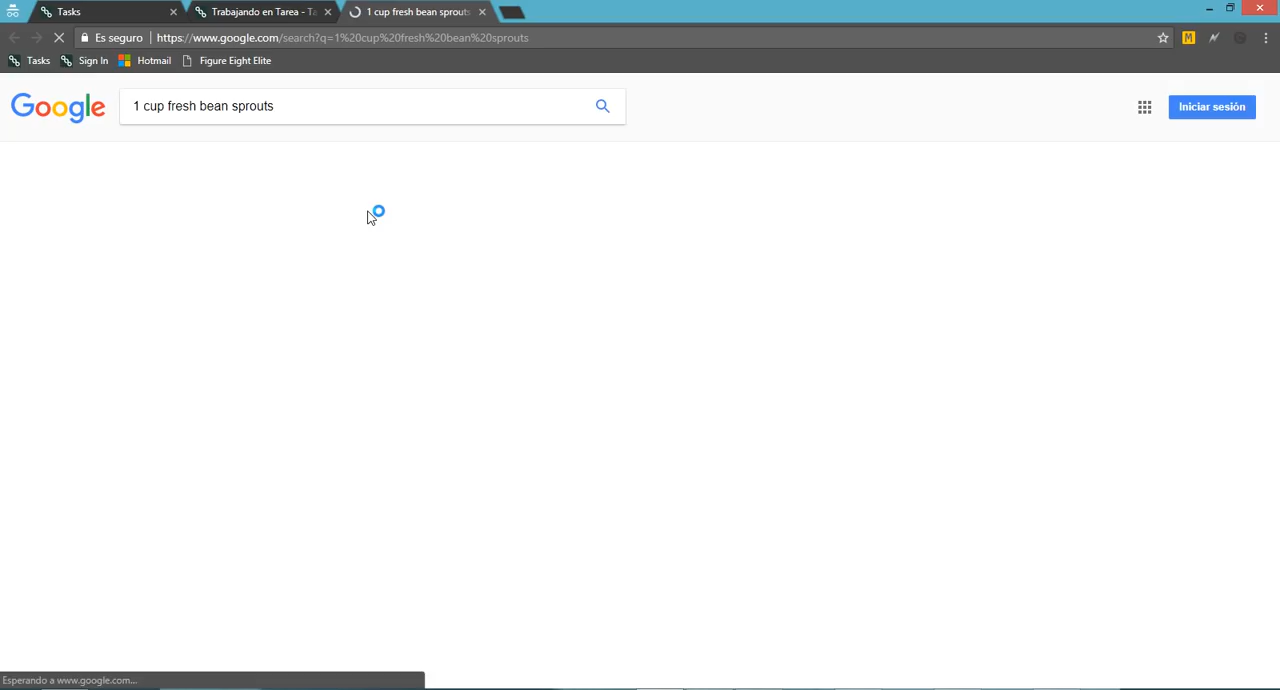 Tasks
Trabajando en Tarea - Ta
1 cup fresh bean sprouts
Es seguro
https://www.google.com/search?q=1%20cup%20fresh%20bean%20sprouts
M
Tasks
Sign In
Hotmail
Figure Eight Elite
Google
1 cup fresh bean sprouts
Iniciar sesión
Esperando a www.google.com...